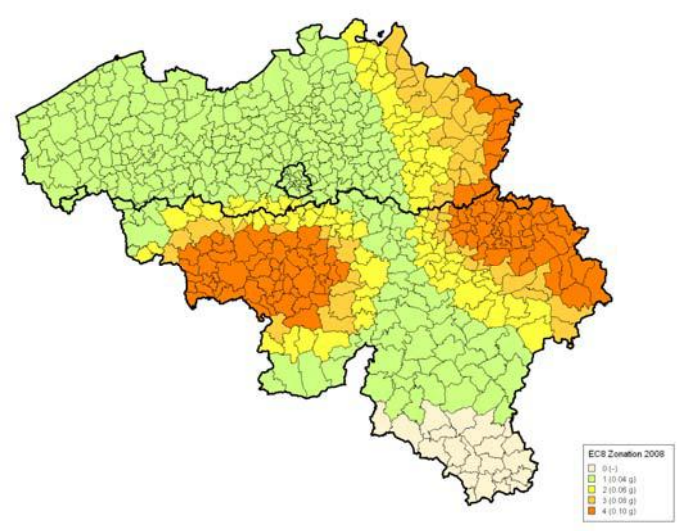 EC8 Zonation 2008
0 (-)
1 (0.04 g)
2 (0.06 g)
3 (0.08 g)
4 (0.10 g)